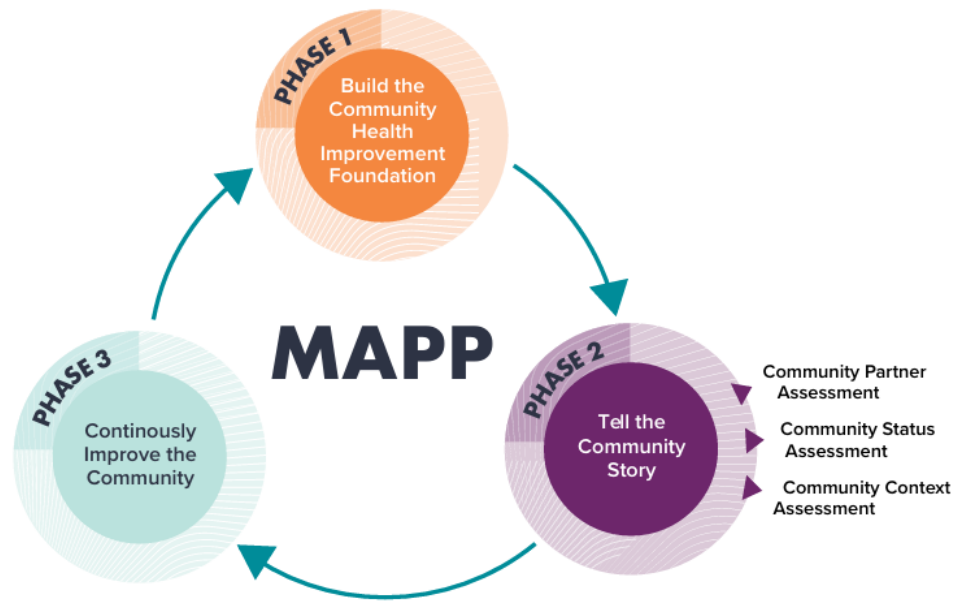 PHASE 1
Build the
Community
Health
Improvement
Foundation
MAPP
PHASE 2
Tell the
Community
Story
Community Partner
Assessment
Community Status
Assessment
Community Context
Assessment
PHASE 3
Continously
Improve the
Community